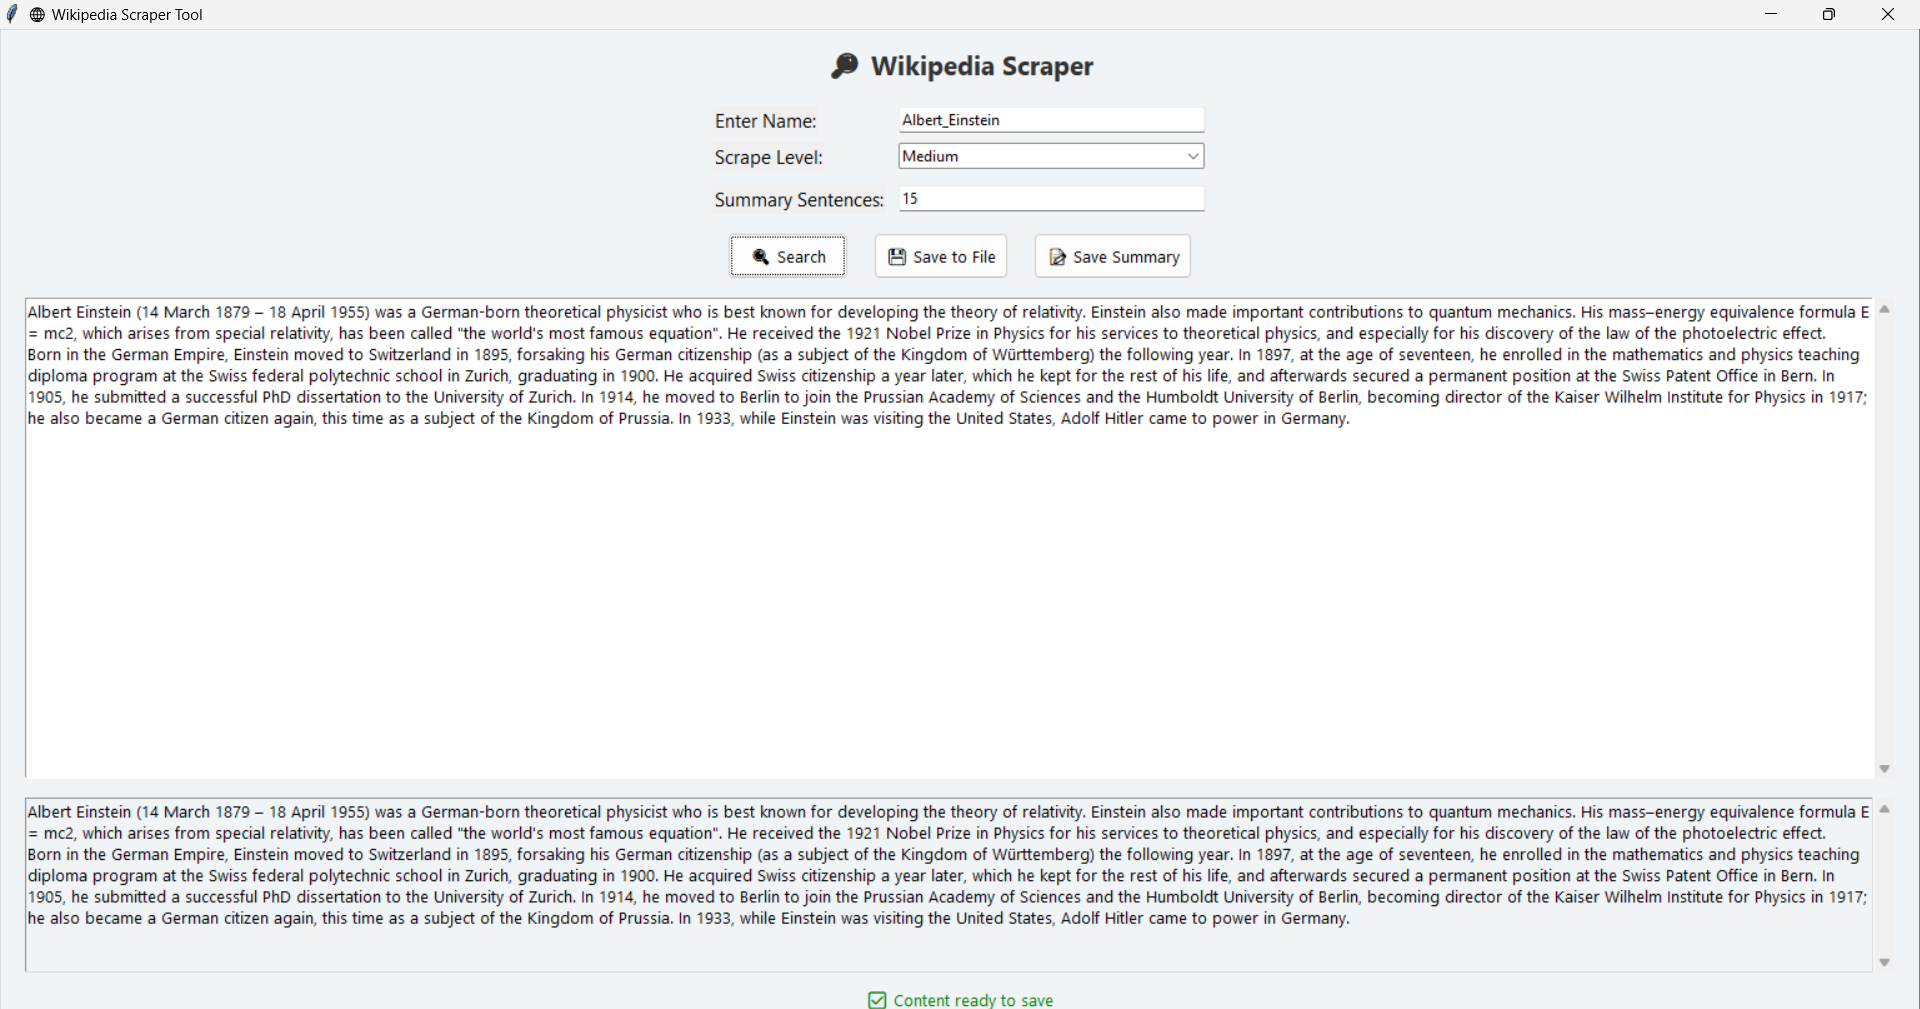 Wikipedia Scraper Tool
Wikipedia Scraper
Enter Name: Albert_Einstein
Scrape Level: Medium
Summary Sentences: 15
Search Save to File Save Summary
Albert Einstein (14 March 1879 – 18 April 1955) was a German-born theoretical physicist who is best known for developing the theory of relativity. Einstein also made important contributions to quantum mechanics. His mass–energy equivalence formula E
= mc2, which arises from special relativity, has been called "the world's most famous equation". He received the 1921 Nobel Prize in Physics for his services to theoretical physics, and especially for his discovery of the law of the photoelectric effect.
Born in the German Empire, Einstein moved to Switzerland in 1895, forsaking his German citizenship (as a subject of the Kingdom of Württemberg) the following year. In 1897, at the age of seventeen, he enrolled in the mathematics and physics teaching
diploma program at the Swiss federal polytechnic school in Zurich, graduating in 1900. He acquired Swiss citizenship a year later, which he kept for the rest of his life, and afterwards secured a permanent position at the Swiss Patent Office in Bern. In
1905, he submitted a successful PhD dissertation to the University of Zurich. In 1914, he moved to Berlin to join the Prussian Academy of Sciences and the Humboldt University of Berlin, becoming director of the Kaiser Wilhelm Institute for Physics in 1917;
he also became a German citizen again, this time as a subject of the Kingdom of Prussia. In 1933, while Einstein was visiting the United States, Adolf Hitler came to power in Germany.
Albert Einstein (14 March 1879 – 18 April 1955) was a German-born theoretical physicist who is best known for developing the theory of relativity. Einstein also made important contributions to quantum mechanics. His mass–energy equivalence formula E
= mc2, which arises from special relativity, has been called "the world's most famous equation". He received the 1921 Nobel Prize in Physics for his services to theoretical physics, and especially for his discovery of the law of the photoelectric effect.
Born in the German Empire, Einstein moved to Switzerland in 1895, forsaking his German citizenship (as a subject of the Kingdom of Württemberg) the following year. In 1897, at the age of seventeen, he enrolled in the mathematics and physics teaching
diploma program at the Swiss federal polytechnic school in Zurich, graduating in 1900. He acquired Swiss citizenship a year later, which he kept for the rest of his life, and afterwards secured a permanent position at the Swiss Patent Office in Bern. In
1905, he submitted a successful PhD dissertation to the University of Zurich. In 1914, he moved to Berlin to join the Prussian Academy of Sciences and the Humboldt University of Berlin, becoming director of the Kaiser Wilhelm Institute for Physics in 1917;
he also became a German citizen again, this time as a subject of the Kingdom of Prussia. In 1933, while Einstein was visiting the United States, Adolf Hitler came to power in Germany.
Content ready to save